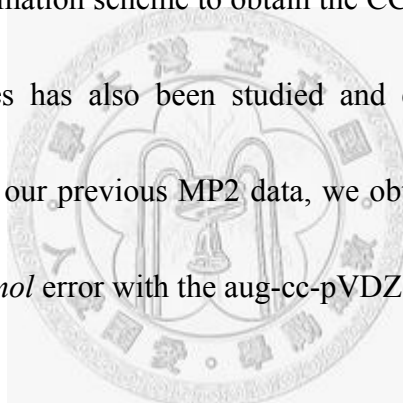 mation scheme to obtain the CC
es has also been studied and
our previous MP2 data, we ob
nol error with the aug-cc-pVDZ